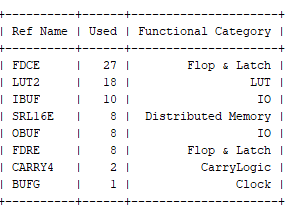 +----------+------+---------------------+
| Ref Name | Used | Functional Category |
+----------+------+---------------------+
| FDCE     |   27 |        Flop & Latch |
| LUT2     |   18 |                 LUT |
| IBUF     |   10 |                  IO |
| SRL16E   |    8 |  Distributed Memory |
| OBUF     |    8 |                  IO |
| FDRE     |    8 |        Flop & Latch |
| CARRY4   |    2 |          CarryLogic |
| BUFG     |    1 |               Clock |
+----------+------+---------------------+